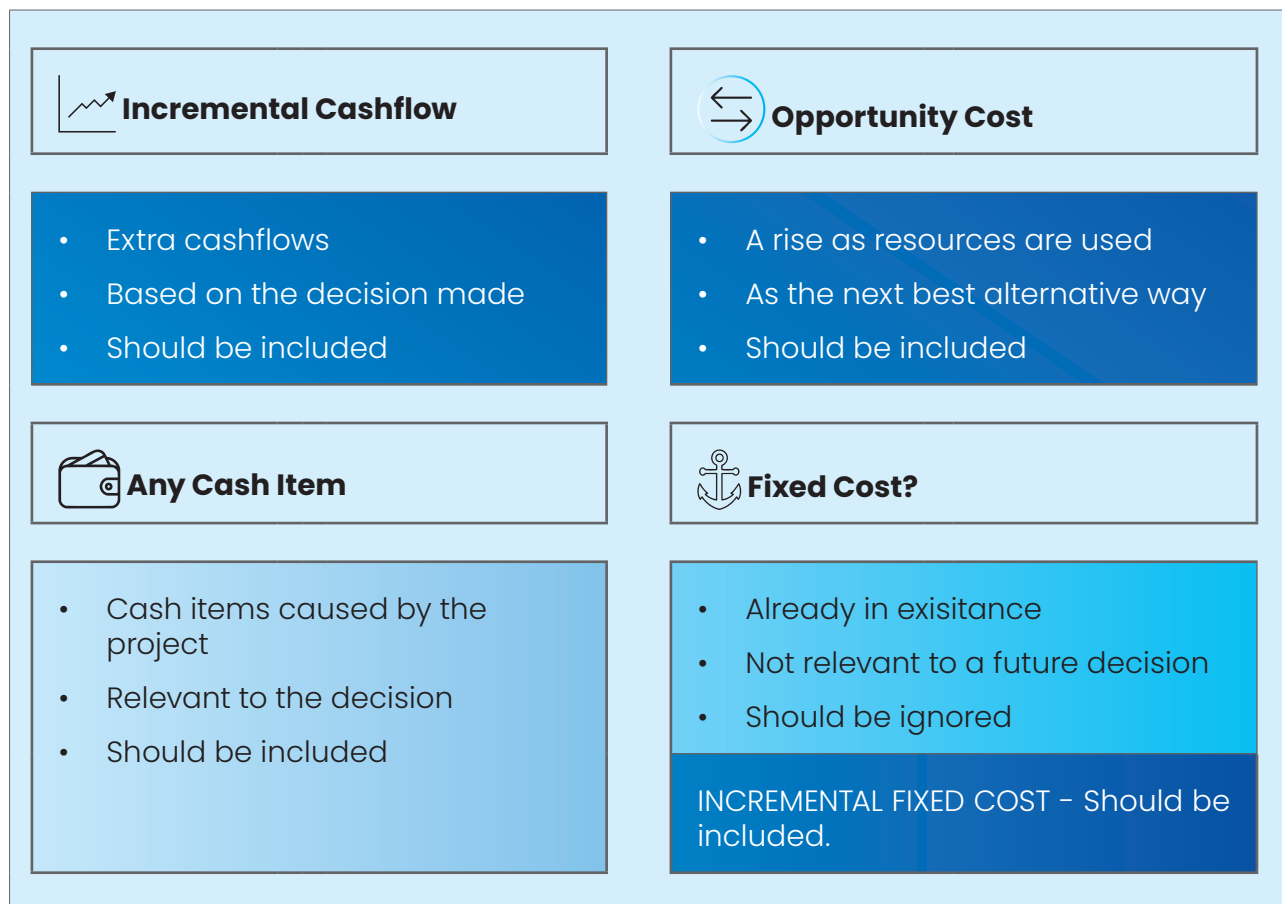 Incremental Cashflow
• Extra cashflows
• Based on the decision made
• Should be included
Opportunity Cost
• A rise as resources are used
• As the next best alternative way
• Should be included
Any Cash Item
• Cash items caused by the
project
• Relevant to the decision
• Should be included
Fixed Cost?
• Already in exisitance
• Not relevant to a future decision
• Should be ignored
INCREMENTAL FIXED COST - Should be
included.